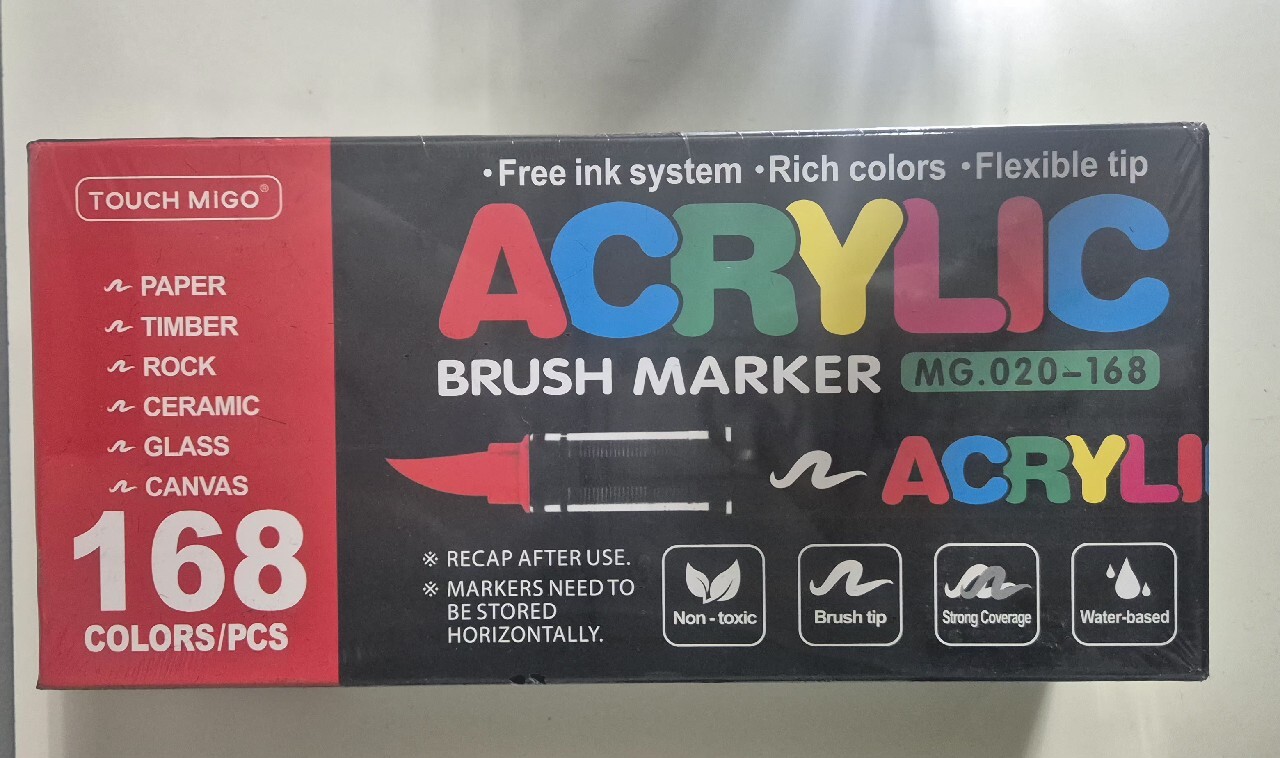 TOUCH MiGO®
PAPER
TIMBER
ROCK
CERAMIC
GLASS
CANVAS
168
COLORS/PCS
•Free ink system •Rich colors •Flexible tip
ACRYLIC
BRUSH MARKER MG.020-168
ACRYLI
※ RECAP AFTER USE.
※ MARKERS NEED TO
BE STORED
HORIZONTALLY.
Non-toxic
Brush tip
Strong Coverage
Water-based